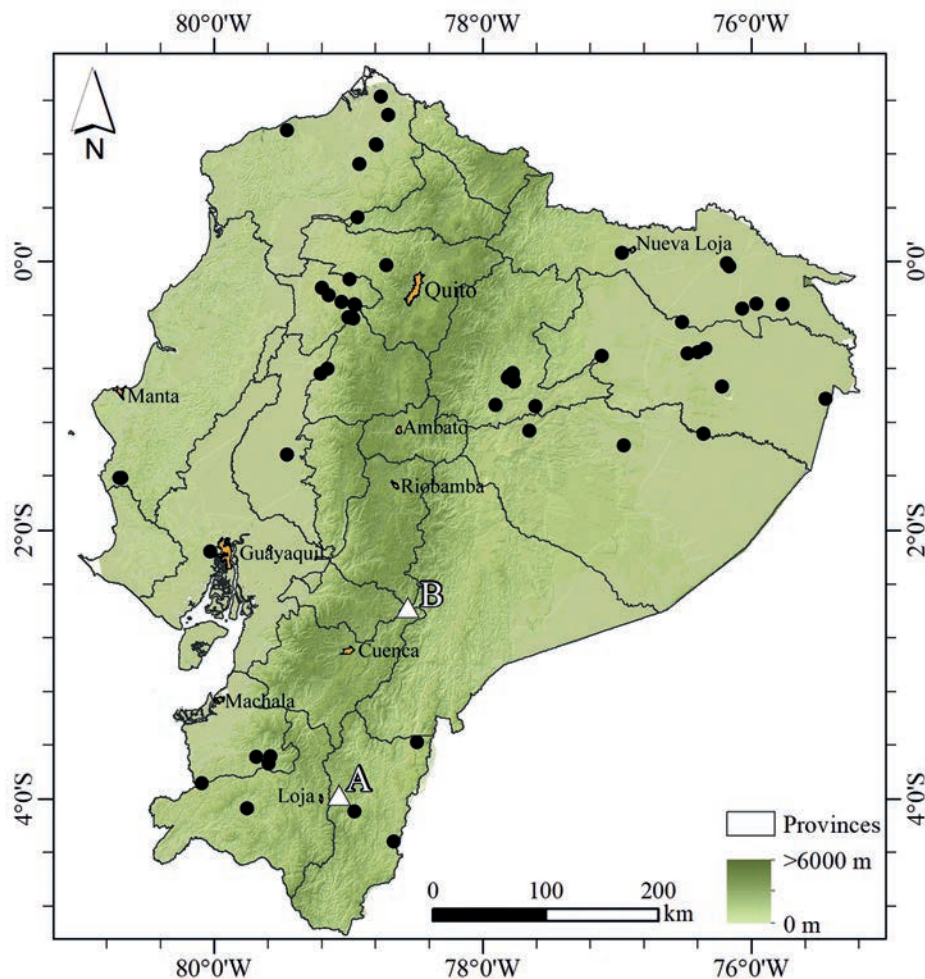 80°0'W 78°0'W 76°0'W
N
0°0' 0°0'
Nueva Loja
Quito
Manta
Ambato
Riobamba
2°0'S 2°0'S
Guayaquil
B
Cuenca
Machala
A
4°0'S 4°0'S
Loja
Provinces
>6000 m
0 m
0 100 200
km
80°0'W 78°0'W 76°0'W